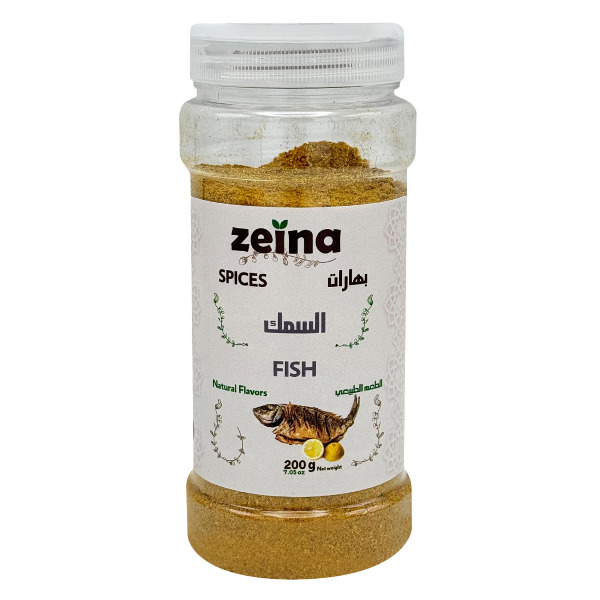 zeina
SPICES بهارات
السمك
FISH
Natural Flavors الطعم الطبيعي
200 g Net weight
7.05 oz